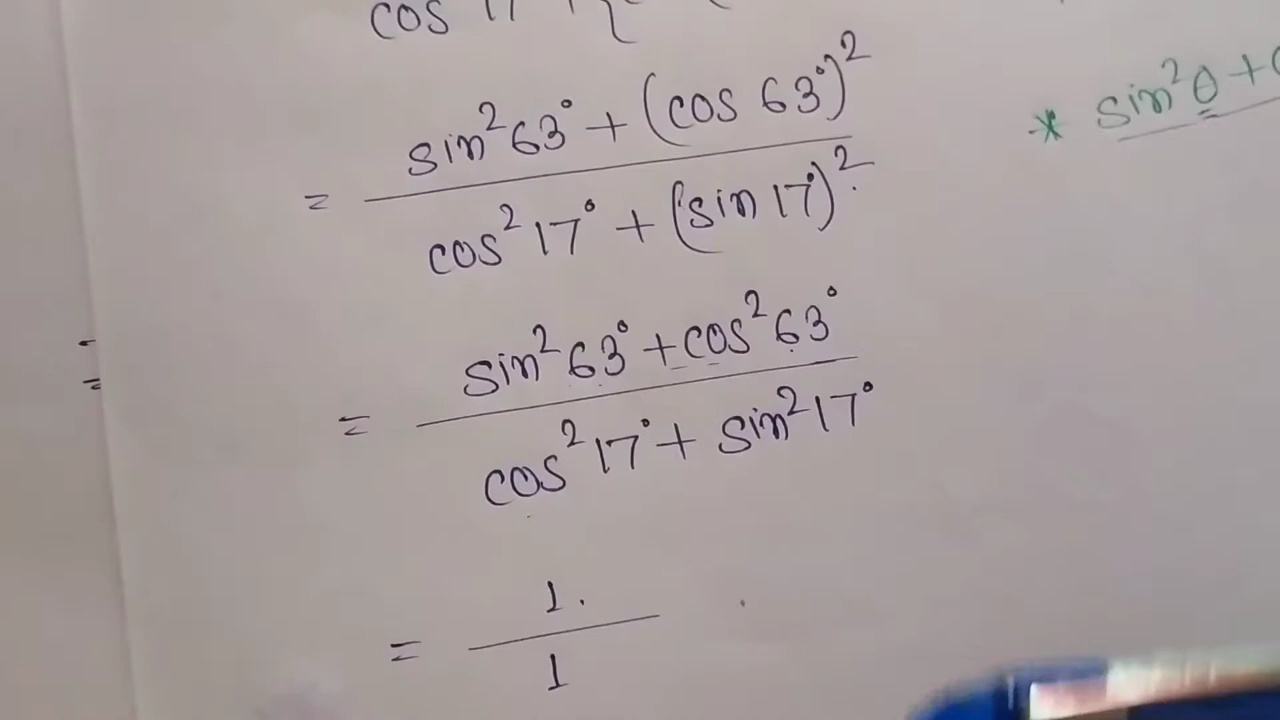 cos 17
sin²63° + (cos 63°)²
* sin²θ +
=
cos²17° + (sin 17°)²
sin²63° + cos²63°
=
cos²17° + sin²17°
1.
=
1